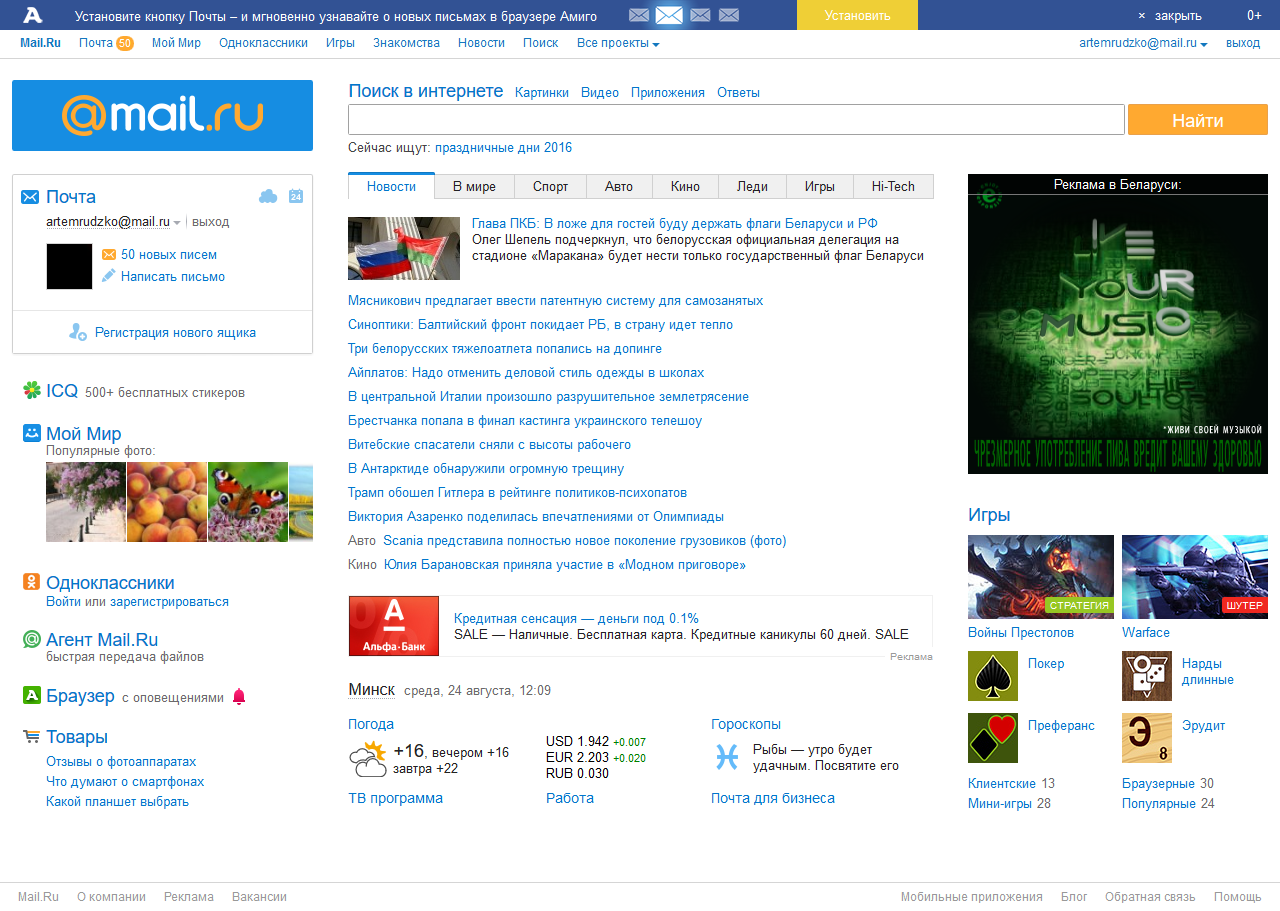 Установите кнопку Почты – и мгновенно узнавайте о новых письмах в браузере Амиго
Установить
× закрыть
0+
Mail.Ru Почта 50 Мой Мир Одноклассники Игры Знакомства Новости Поиск Все проекты
artemrudzko@mail.ru выход
@mail.ru
Поиск в интернете Картинки Видео Приложения Ответы
Найти
Сейчас ищут: праздничные дни 2016
Почта
24
artemrudzko@mail.ru выход
50 новых писем
Написать письмо
Регистрация нового ящика
ICQ 500+ бесплатных стикеров
Мой Мир
Популярные фото:
Одноклассники
Войти или зарегистрироваться
Агент Mail.Ru
быстрая передача файлов
Браузер с оповещениями
Товары
Отзывы о фотоаппаратах
Что думают о смартфонах
Какой планшет выбрать
Новости В мире Спорт Авто Кино Леди Игры Hi-Tech
Глава ПКБ: В ложе для гостей буду держать флаги Беларуси и РФ
Олег Шепель подчеркнул, что белорусская официальная делегация на
стадионе «Маракана» будет нести только государственный флаг Беларуси
Мясникович предлагает ввести патентную систему для самозанятых
Синоптики: Балтийский фронт покидает РБ, в страну идет тепло
Три белорусских тяжелоатлета попались на допинге
Айплатов: Надо отменить деловой стиль одежды в школах
В центральной Италии произошло разрушительное землетрясение
Брестчанка попала в финал кастинга украинского телешоу
Витебские спасатели сняли с высоты рабочего
В Антарктиде обнаружили огромную трещину
Трамп обошел Гитлера в рейтинге политиков-психопатов
Виктория Азаренко поделилась впечатлениями от Олимпиады
Авто Scania представила полностью новое поколение грузовиков (фото)
Кино Юлия Барановская приняла участие в «Модном приговоре»
А
Альфа·Банк
Кредитная сенсация — деньги под 0.1%
SALE — Наличные. Бесплатная карта. Кредитные каникулы 60 дней. SALE
Реклама
Минск среда, 24 августа, 12:09
Погода
+16, вечером +16
завтра +22
USD 1.942 +0.007
EUR 2.203 +0.020
RUB 0.030
Гороскопы
Рыбы — утро будет
удачным. Посвятите его
ТВ программа Работа Почта для бизнеса
Реклама в Беларуси:
LIKE
YOUR
MUSIQ
*ЖИВИ СВОЕЙ МУЗЫКОЙ
ЧРЕЗМЕРНОЕ УПОТРЕБЛЕНИЕ ПИВА ВРЕДИТ ВАШЕМУ ЗДОРОВЬЮ
Игры
СТРАТЕГИЯ
ШУТЕР
Войны Престолов
Warface
Покер
Нарды
длинные
Преферанс
Э
8
Эрудит
Клиентские 13
Браузерные 30
Мини-игры 28
Популярные 24
Mail.Ru О компании Реклама Вакансии
Мобильные приложения Блог Обратная связь Помощь